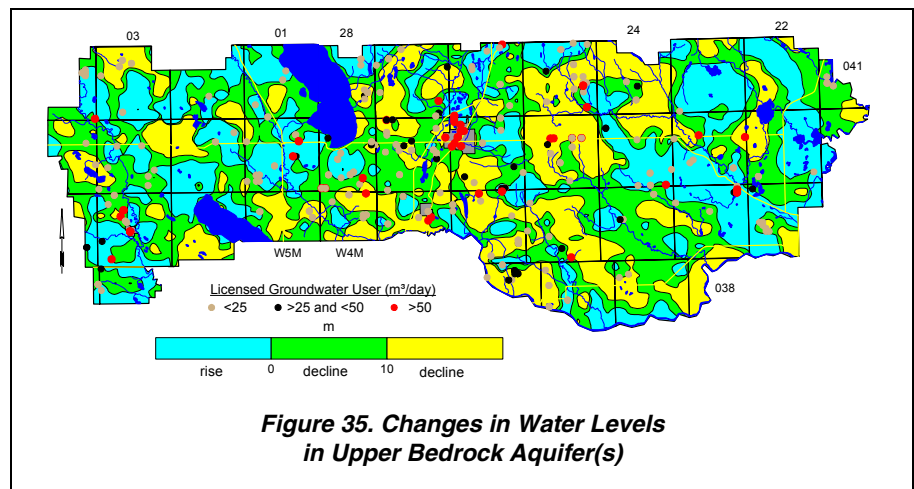 03 01 28 24 22
041
W5M W4M
038
Licensed Groundwater User (m³/day)
<25 >25 and <50 >50
m
0 10
rise decline decline
Figure 35. Changes in Water Levels
in Upper Bedrock Aquifer(s)